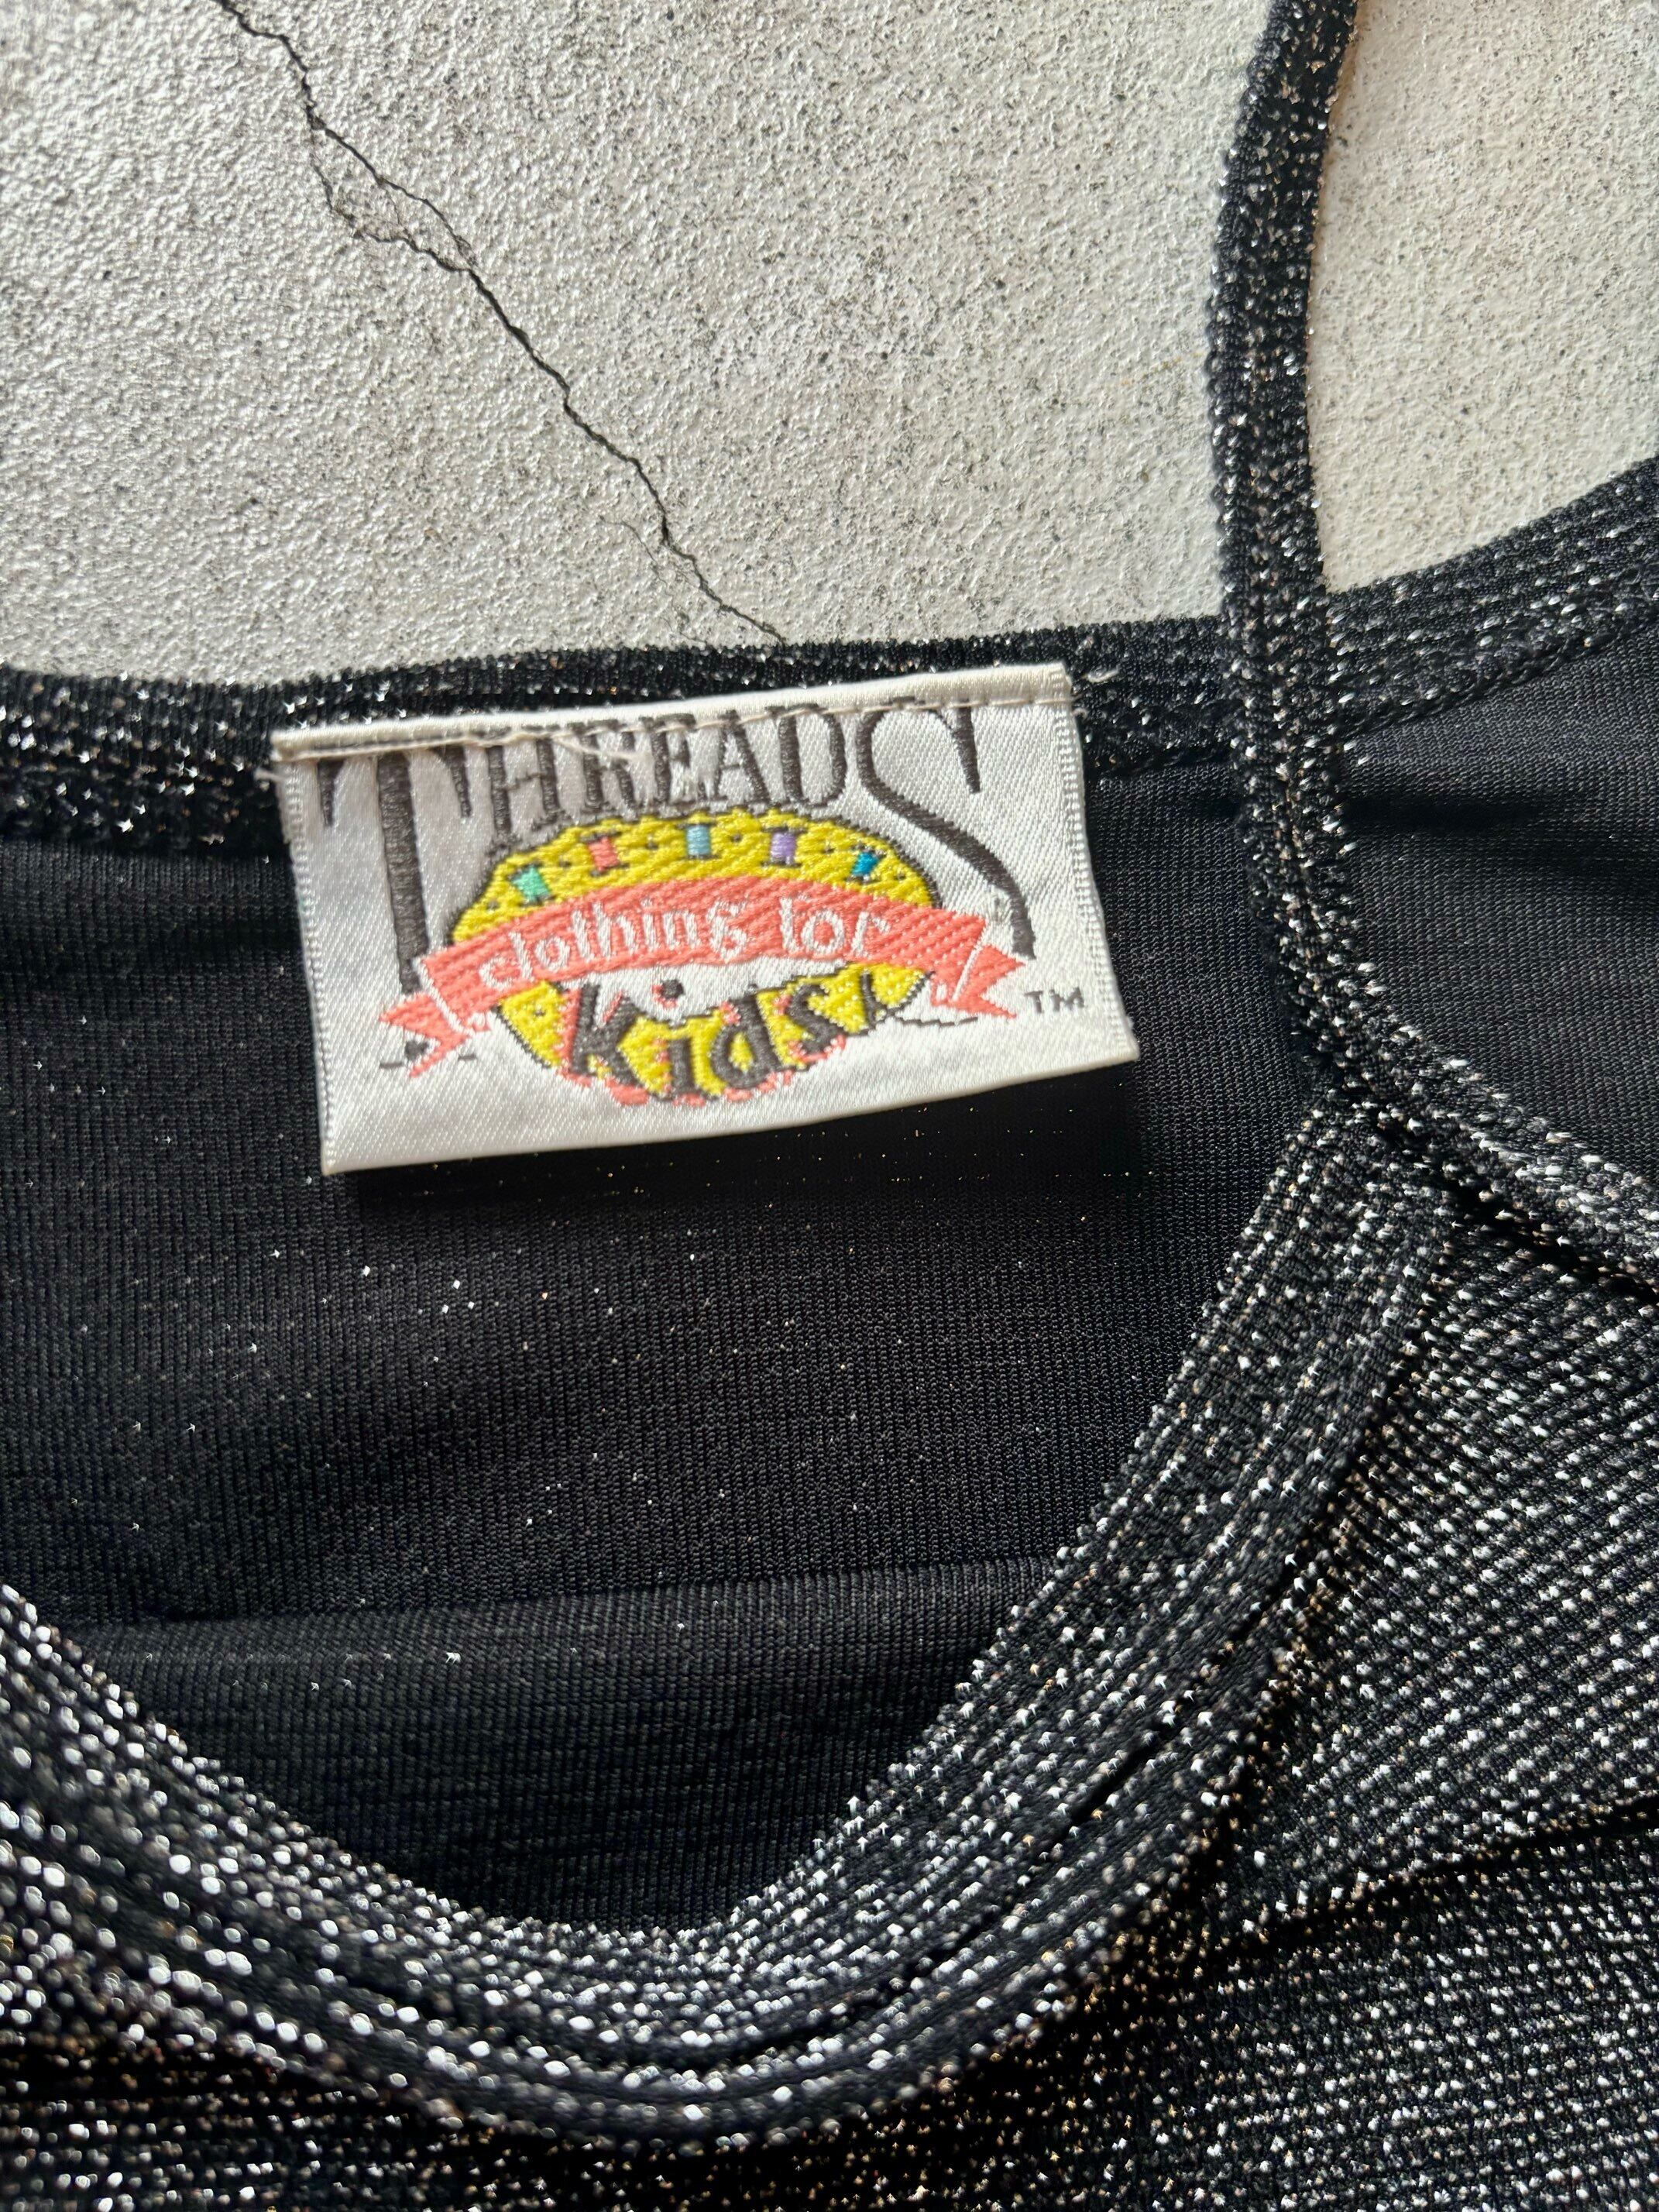 THREADS
clothing for
kids
TM